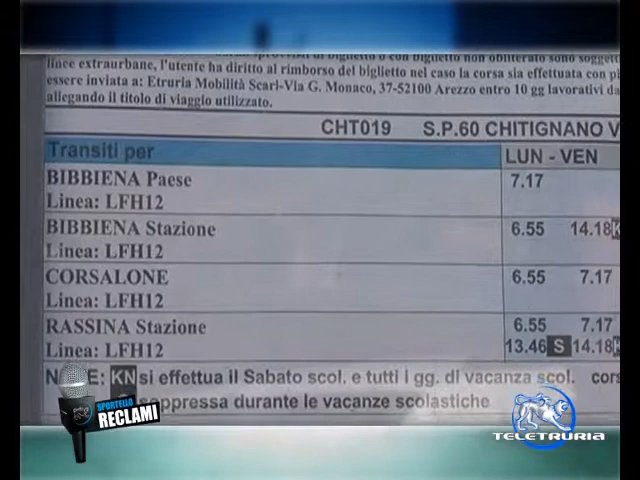 linee extraurbane, l'utente ha diritto al rimborso del biglietto nel caso la corsa sia effettuata con
essere inviata a: Etruria Mobilità Scarl-Via G. Monaco, 37-52100 Arezzo entro 10 gg lavorativi da
allegando il titolo di viaggio utilizzato.
CHT019 S.P.60 CHITIGNANO V
Transiti per LUN - VEN
BIBBIENA Paese 7.17
Linea: LFH12
BIBBIENA Stazione 6.55 14.18
Linea: LFH12
CORSALONE 6.55 7.17
Linea: LFH12
RASSINA Stazione 6.55 7.17
Linea: LFH12 13.46 S 14.18
KN si effettua il Sabato scol. e tutti i gg. di vacanza scol. cors
soppressa durante le vacanze scolastiche
SPORTELLO
RECLAMI
TELETRURIA